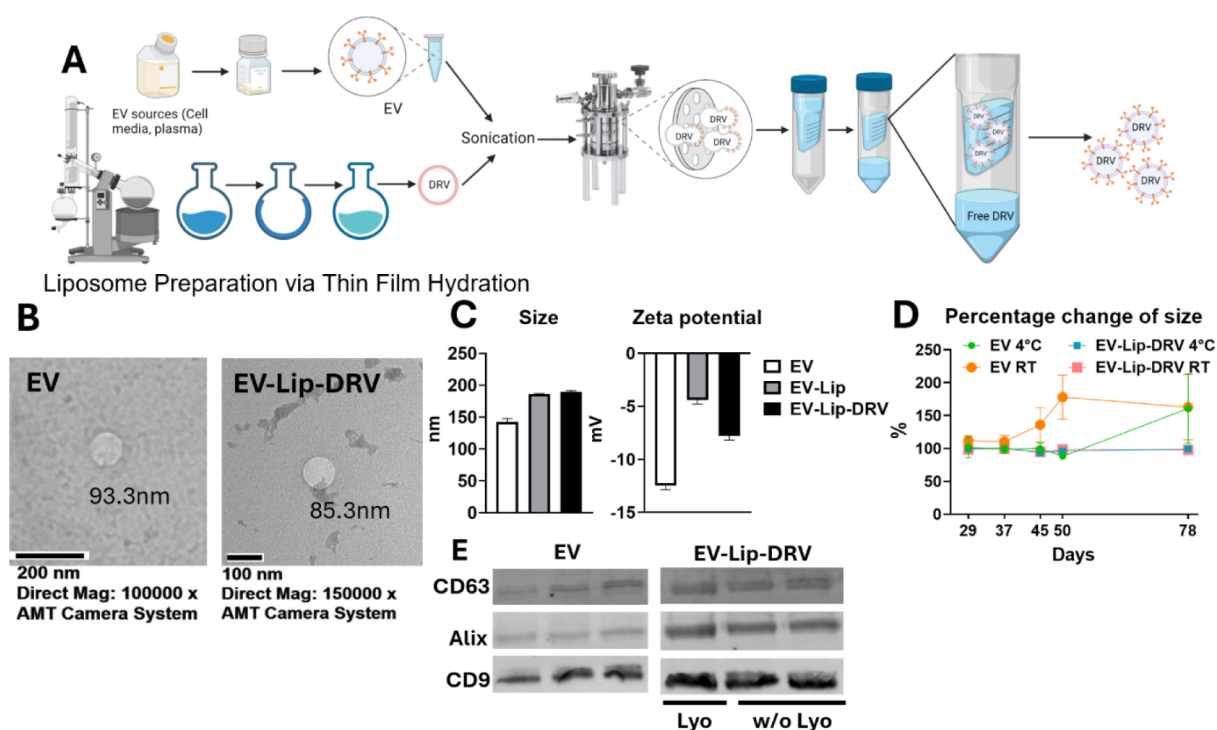 A
EV sources (Cell
media, plasma)
EV
Sonication
DRV
DRV
DRV
DRV
DRV
DRV
DRV
Free DRV
DRV
DRV
DRV
Liposome Preparation via Thin Film Hydration
B
EV
93.3nm
200 nm
Direct Mag: 100000 x
AMT Camera System
EV-Lip-DRV
85.3nm
100 nm
Direct Mag: 150000 x
AMT Camera System
C
Size
250
200
150
100
50
0
nm
Zeta potential
0
-5
-10
-15
mV
EV
EV-Lip
EV-Lip-DRV
D
Percentage change of size
EV 4°C
EV-Lip-DRV 4°C
EV RT
EV-Lip-DRV RT
250
200
150
100
50
0
%
29 37 45 50 78
Days
E
EV
EV-Lip-DRV
CD63
Alix
CD9
Lyo
w/o Lyo